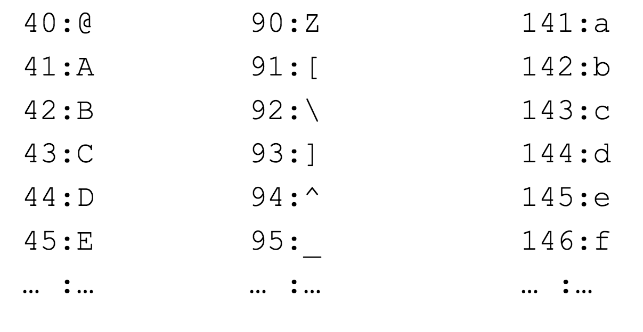 40:@ 90:Z 141:a
41:A 91:[ 142:b
42:B 92:\ 143:c
43:C 93:] 144:d
44:D 94:^ 145:e
45:E 95:_ 146:f
… :… … :… … :…